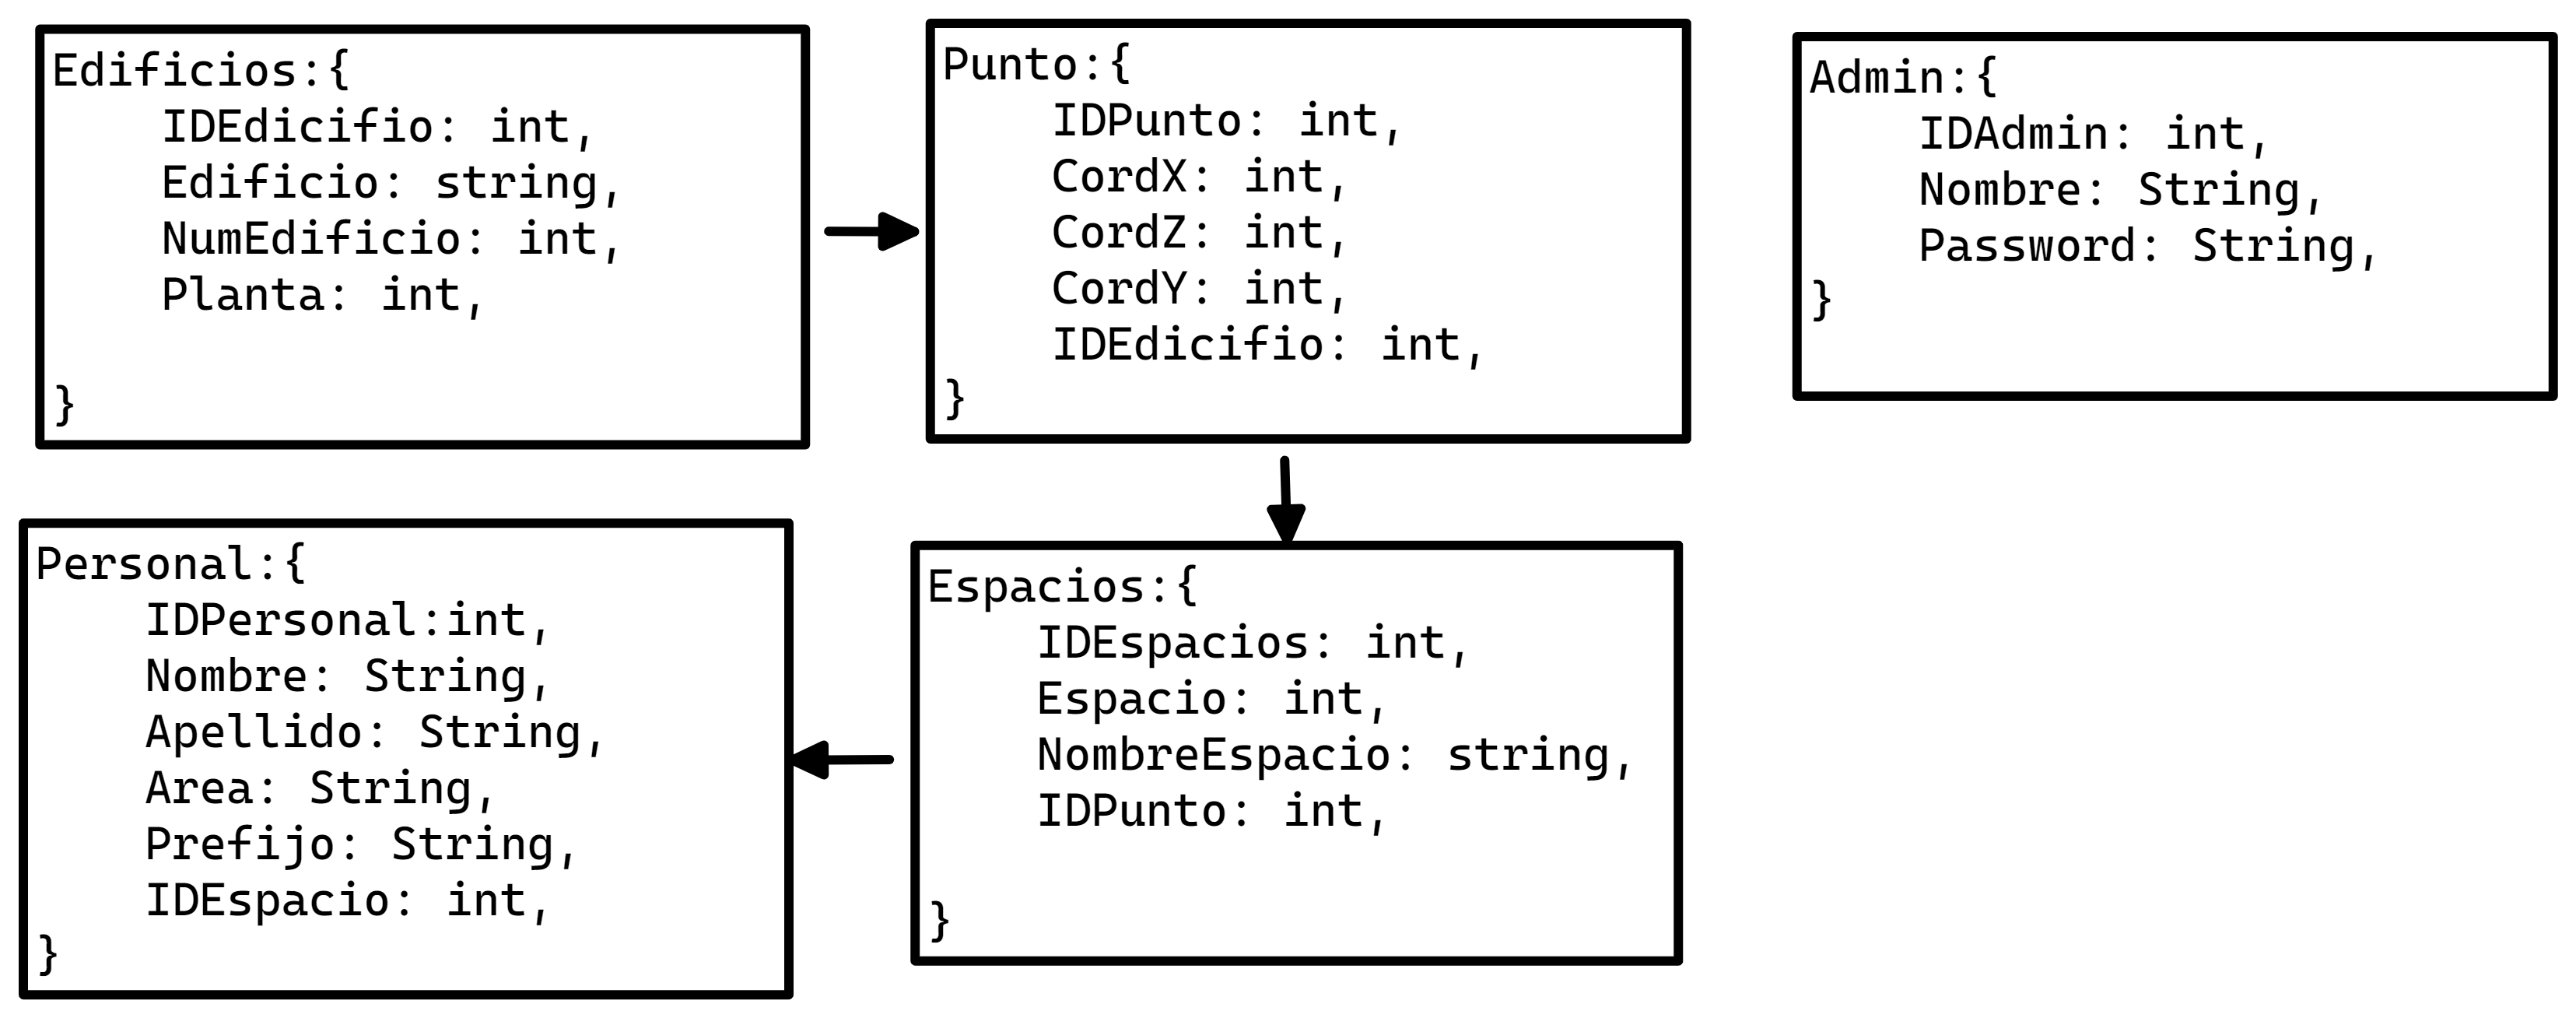 Edificios:{
IDEdicifio: int,
Edificio: string,
NumEdificio: int,
Planta: int,
}
Punto:{
IDPunto: int,
CordX: int,
CordZ: int,
CordY: int,
IDEdicifio: int,
}
Admin:{
IDAdmin: int,
Nombre: String,
Password: String,
}
Personal:{
IDPersonal:int,
Nombre: String,
Apellido: String,
Area: String,
Prefijo: String,
IDEspacio: int,
}
Espacios:{
IDEspacios: int,
Espacio: int,
NombreEspacio: string,
IDPunto: int,
}